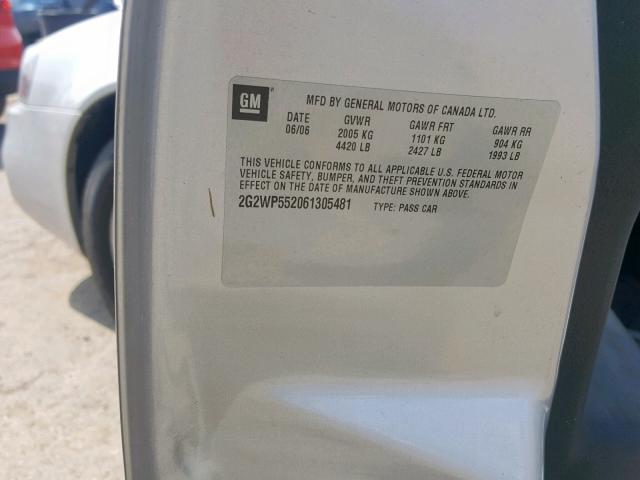 GM ®
MFD BY GENERAL MOTORS OF CANADA LTD.
DATE GVWR GAWR FRT GAWR RR
06/06 2005 KG 1101 KG 904 KG
4420 LB 2427 LB 1993 LB
THIS VEHICLE CONFORMS TO ALL APPLICABLE U.S. FEDERAL MOTOR
VEHICLE SAFETY, BUMPER, AND THEFT PREVENTION STANDARDS IN
EFFECT ON THE DATE OF MANUFACTURE SHOWN ABOVE.
2G2WP552061305481 TYPE: PASS CAR